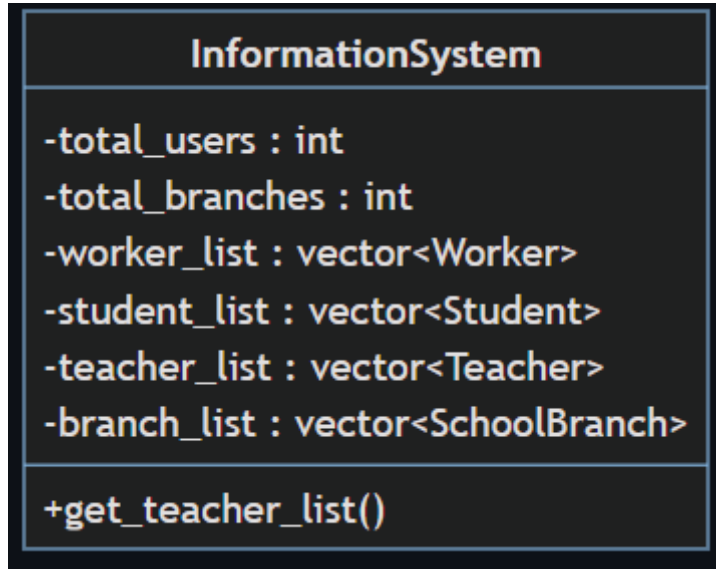 InformationSystem
-total_users : int
-total_branches : int
-worker_list : vector<Worker>
-student_list : vector<Student>
-teacher_list : vector<Teacher>
-branch_list : vector<SchoolBranch>
+get_teacher_list()